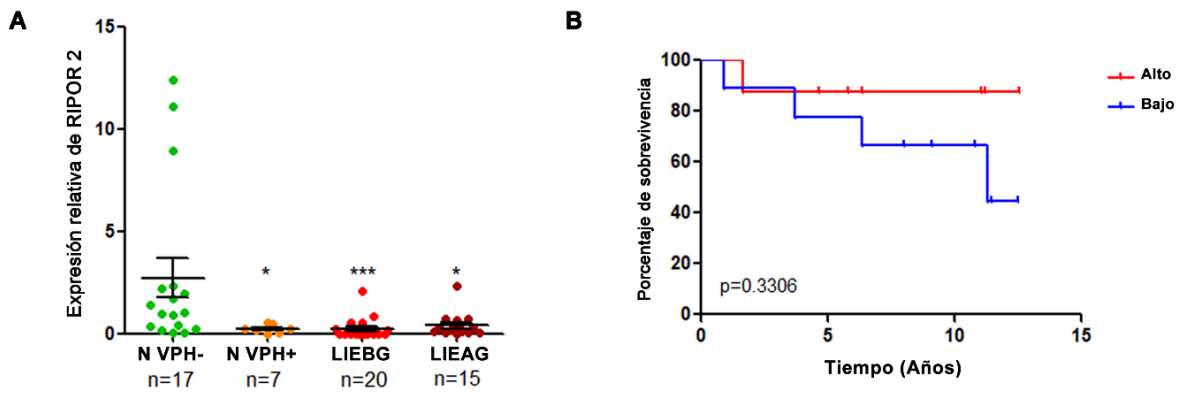 A
Expresión relativa de RIPOR 2
15
10
5
0
* *** *
N VPH- N VPH+ LIEBG LIEAG
n=17 n=7 n=20 n=15
B
Porcentaje de sobrevivencia
100
80
60
40
20
0
p=0.3306
0 5 10 15
Tiempo (Años)
Alto
Bajo